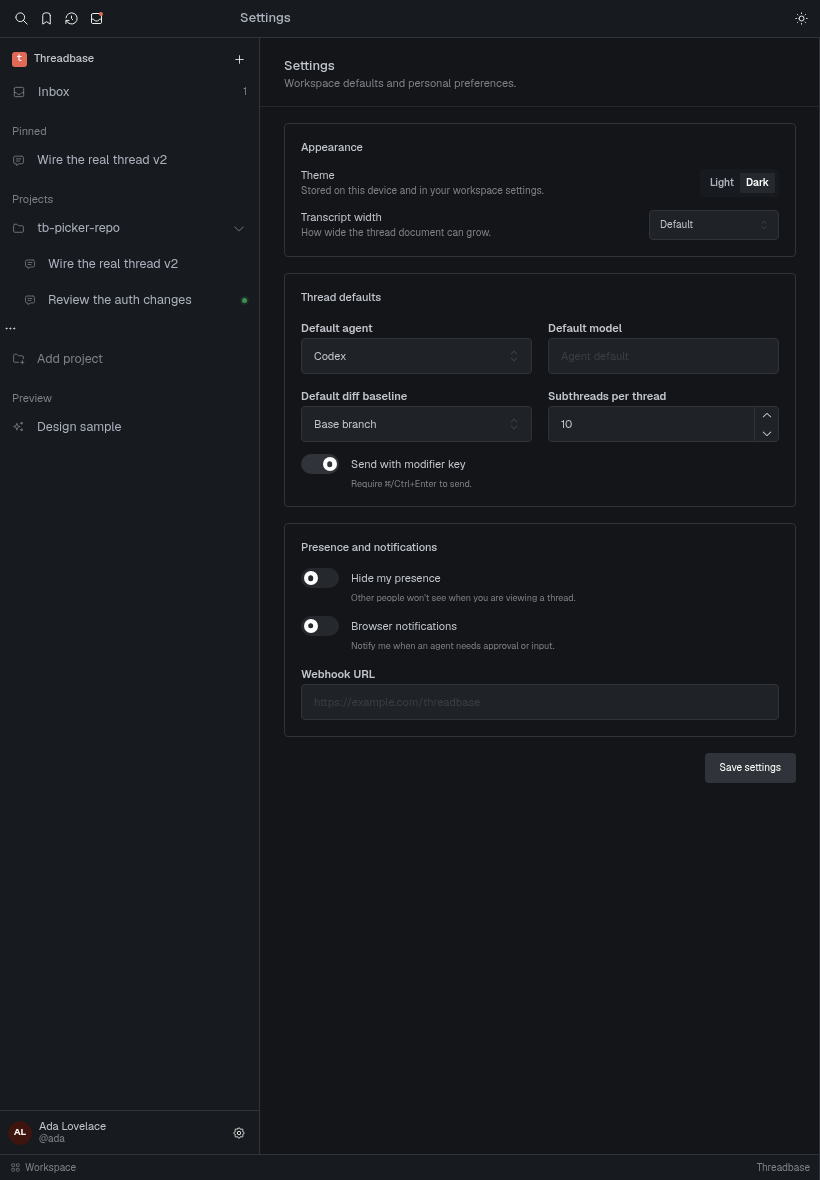 Settings
t Threadbase
Inbox 1
Pinned
Wire the real thread v2
Projects
tb-picker-repo
Wire the real thread v2
Review the auth changes
...
Add project
Preview
Design sample
Settings
Workspace defaults and personal preferences.
Appearance
Theme
Stored on this device and in your workspace settings.
Light Dark
Transcript width
How wide the thread document can grow.
Default
Thread defaults
Default agent Default model
Codex Agent default
Default diff baseline Subthreads per thread
Base branch 10
Send with modifier key
Require ⌘/Ctrl+Enter to send.
Presence and notifications
Hide my presence
Other people won't see when you are viewing a thread.
Browser notifications
Notify me when an agent needs approval or input.
Webhook URL
https://example.com/threadbase
Save settings
AL Ada Lovelace
@ada
Workspace Threadbase